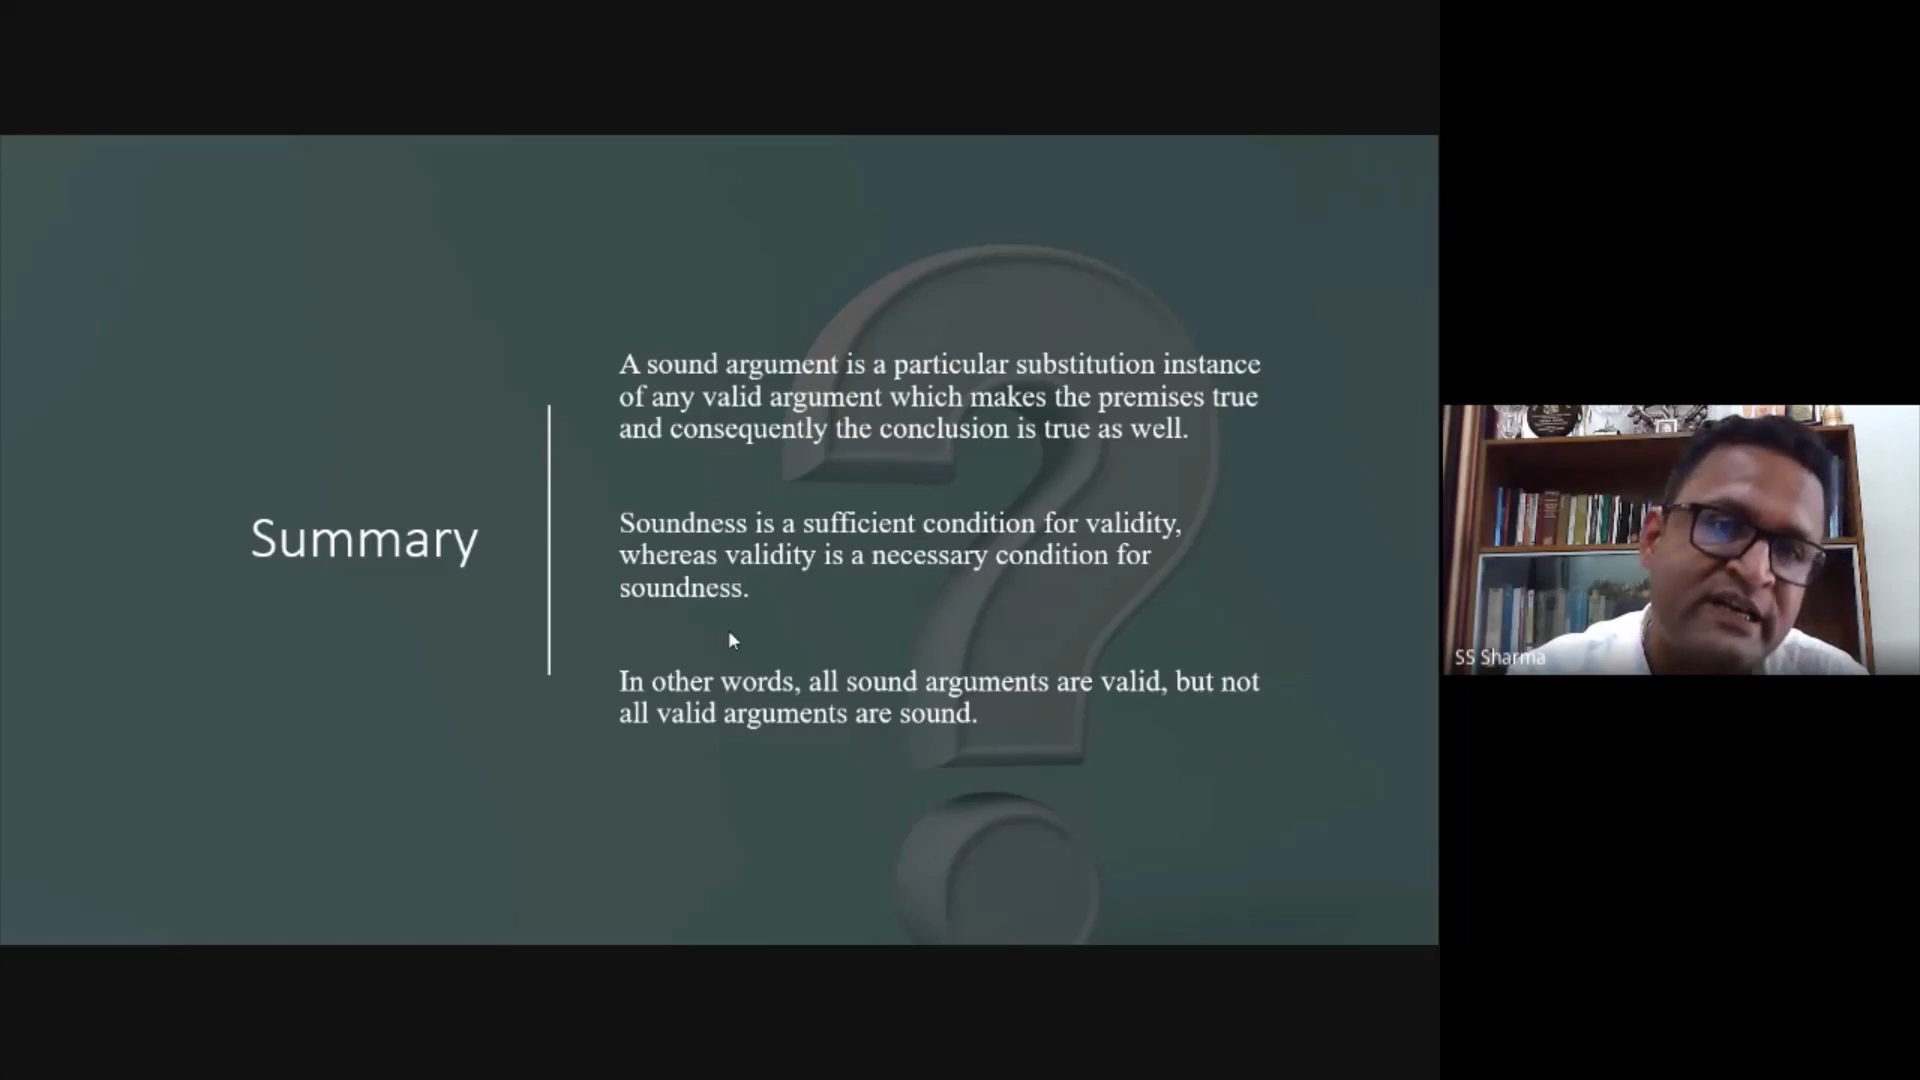 Summary
A sound argument is a particular substitution instance
of any valid argument which makes the premises true
and consequently the conclusion is true as well.
Soundness is a sufficient condition for validity,
whereas validity is a necessary condition for
soundness.
In other words, all sound arguments are valid, but not
all valid arguments are sound.
SS Sharma